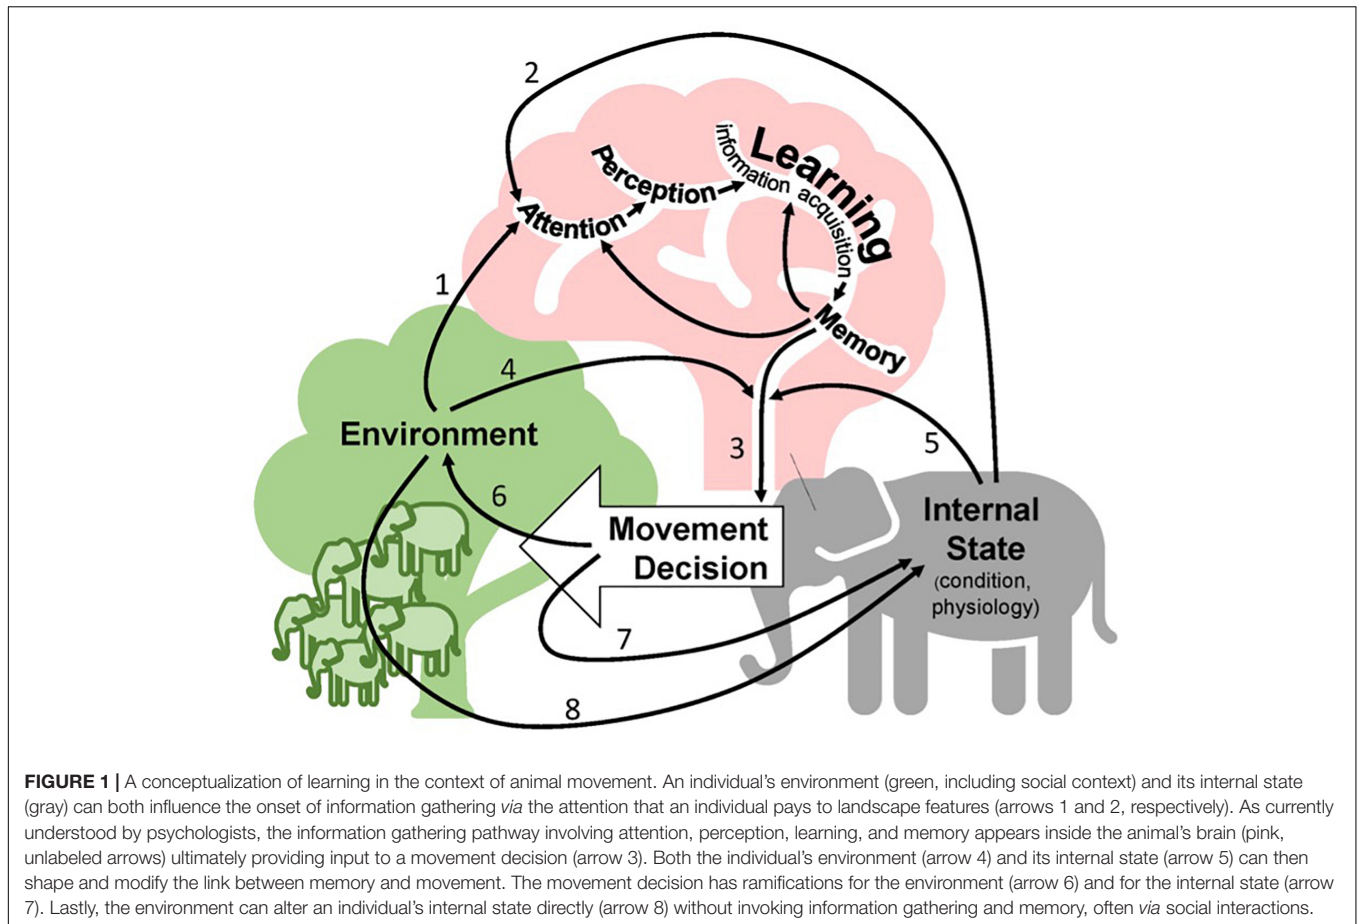 2
Learning
information acquisition
Perception
Attention
1
Memory
4
Environment
3
5
6
Movement
Decision
Internal
State
(condition,
physiology)
7
8
FIGURE 1 | A conceptualization of learning in the context of animal movement. An individual’s environment (green, including social context) and its internal state
(gray) can both influence the onset of information gathering via the attention that an individual pays to landscape features (arrows 1 and 2, respectively). As currently
understood by psychologists, the information gathering pathway involving attention, perception, learning, and memory appears inside the animal’s brain (pink,
unlabeled arrows) ultimately providing input to a movement decision (arrow 3). Both the individual’s environment (arrow 4) and its internal state (arrow 5) can then
shape and modify the link between memory and movement. The movement decision has ramifications for the environment (arrow 6) and for the internal state (arrow
7). Lastly, the environment can alter an individual’s internal state directly (arrow 8) without invoking information gathering and memory, often via social interactions.